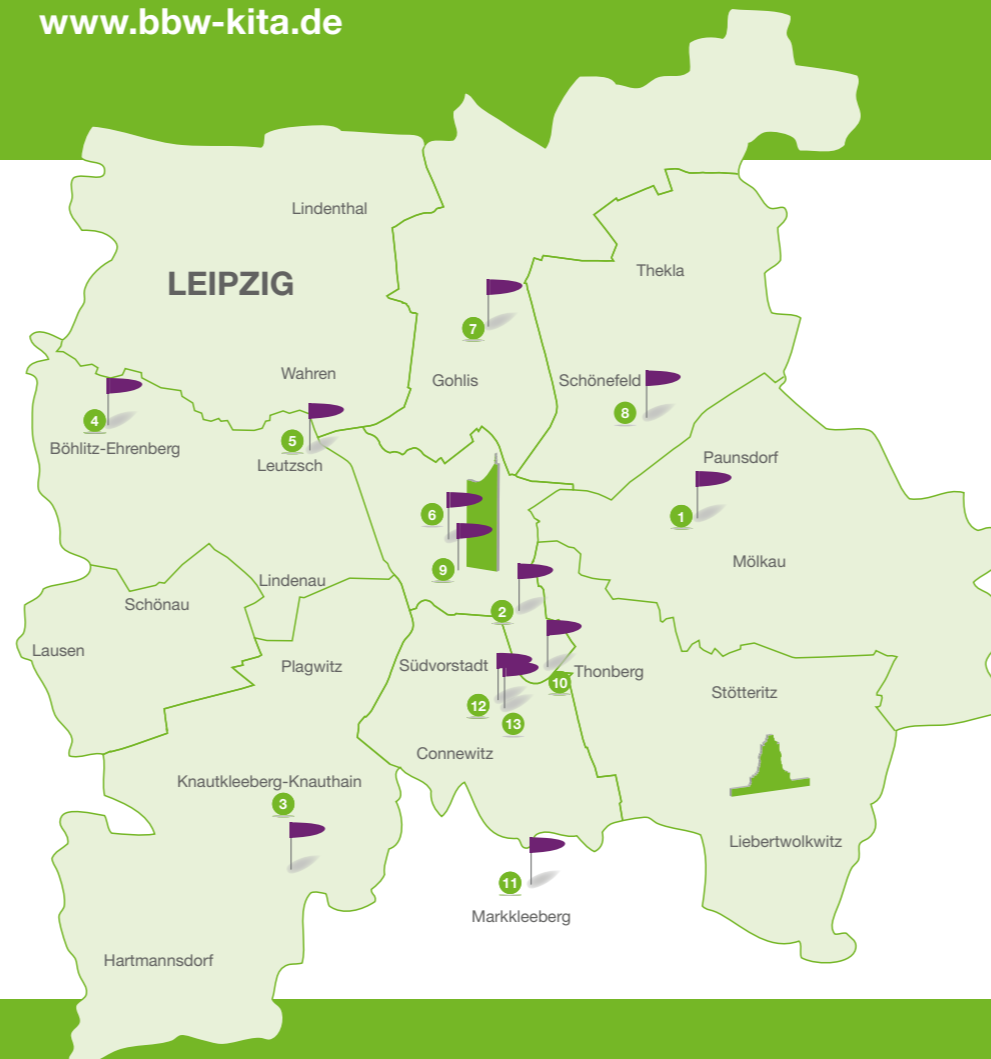 www.bbw-kita.de
Lindenthal
LEIPZIG
Thekla
7
Wahren
Gohlis
Schönefeld
8
4
5
Böhlitz-Ehrenberg
Leutzsch
Paunsdorf
1
6
9
Mölkau
Lindenau
Schönau
2
Lausen
Plagwitz
Südvorstadt
Thonberg
10
12
13
Stötteritz
Connewitz
Knautkleeberg-Knauthain
3
Liebertwolkwitz
11
Markkleeberg
Hartmannsdorf